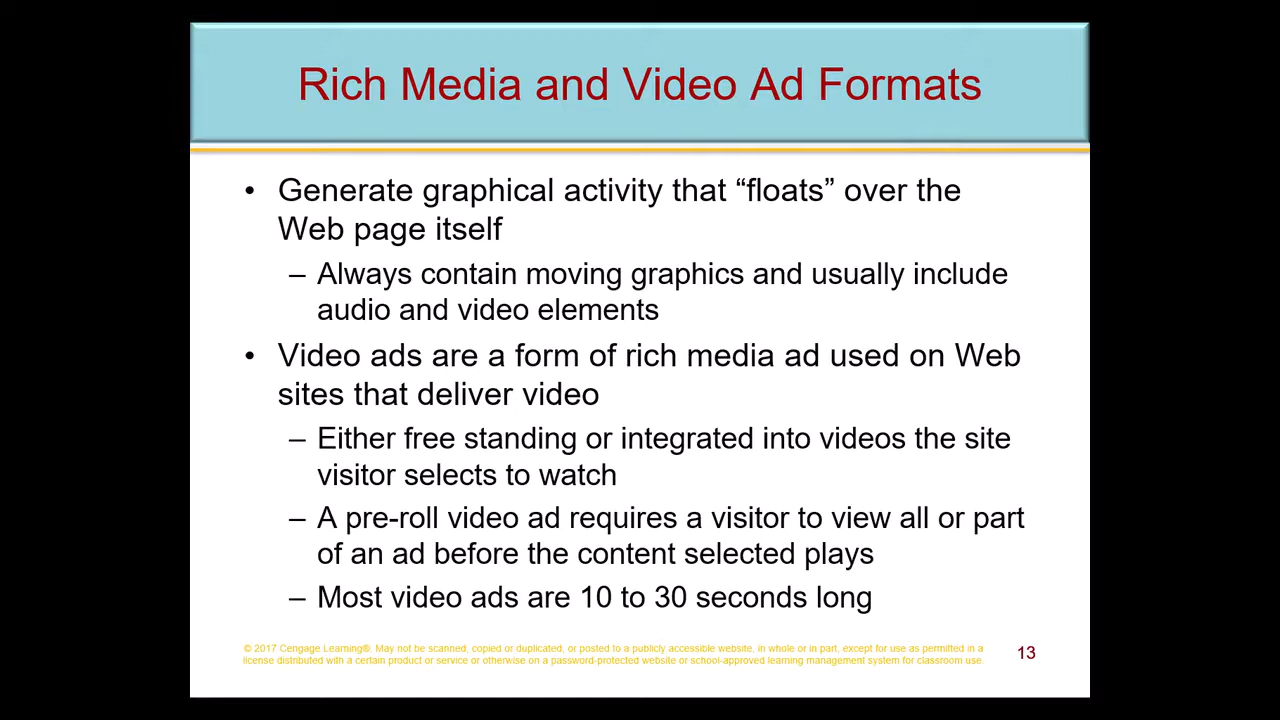 Rich Media and Video Ad Formats
• Generate graphical activity that “floats” over the
Web page itself
– Always contain moving graphics and usually include
audio and video elements
• Video ads are a form of rich media ad used on Web
sites that deliver video
– Either free standing or integrated into videos the site
visitor selects to watch
– A pre-roll video ad requires a visitor to view all or part
of an ad before the content selected plays
– Most video ads are 10 to 30 seconds long
© 2017 Cengage Learning®. May not be scanned, copied or duplicated, or posted to a publicly accessible website, in whole or in part, except for use as permitted in a
license distributed with a certain product or service or otherwise on a password-protected website or school-approved learning management system for classroom use.
13